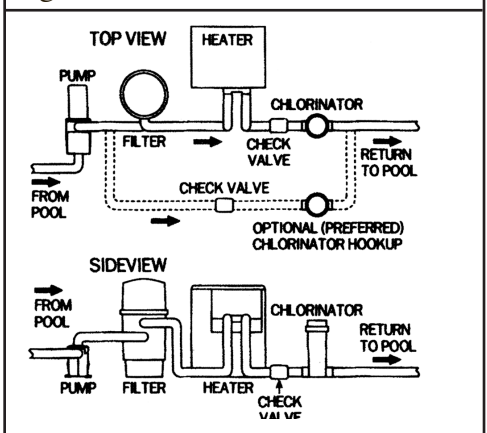 TOP VIEW
HEATER
PUMP
CHLORINATOR
FILTER
CHECK
VALVE
RETURN
TO POOL
FROM
POOL
CHECK VALVE
OPTIONAL (PREFERRED)
CHLORINATOR HOOKUP
SIDEVIEW
FROM
POOL
CHLORINATOR
RETURN
TO POOL
PUMP
FILTER
HEATER
CHECK
VALVE